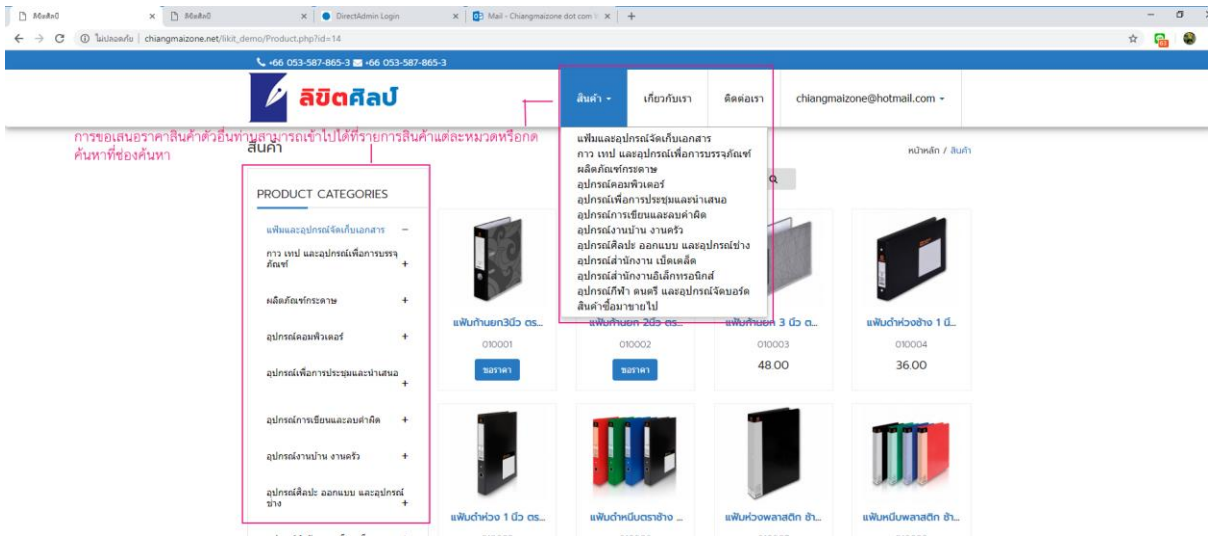 ลิขิตศิลป์
ลิขิตศิลป์
DirectAdmin Login
Mail - Chiangmaizone dot com
ไม่ปลอดภัย
chiangmaizone.net/likit_demo/Product.php?id=14
+66 053-587-865-3
+66 053-587-865-3
ลิขิตศิลป์
สินค้า
เกี่ยวกับเรา
ติดต่อเรา
chiangmaizone@hotmail.com
การขอเสนอราคาสินค้าตัวอื่นท่านสามารถเข้าไปได้ที่รายการสินค้าแต่ละหมวดหรือกด
ค้นหาที่ช่องค้นหา
สินค้า
หน้าหลัก / สินค้า
แฟ้มและอุปกรณ์จัดเก็บเอกสาร
กาว เทป และอุปกรณ์เพื่อการบรรจุภัณฑ์
ผลิตภัณฑ์กระดาษ
อุปกรณ์คอมพิวเตอร์
อุปกรณ์เพื่อการประชุมและนำเสนอ
อุปกรณ์การเขียนและลบคำผิด
อุปกรณ์งานบ้าน งานครัว
อุปกรณ์ศิลปะ ออกแบบ และอุปกรณ์ช่าง
อุปกรณ์สำนักงาน เบ็ดเตล็ด
อุปกรณ์สำนักงานอิเล็กทรอนิกส์
อุปกรณ์กีฬา ดนตรี และอุปกรณ์จัดบอร์ด
สินค้าซื้อมาขายไป
PRODUCT CATEGORIES
แฟ้มและอุปกรณ์จัดเก็บเอกสาร −
กาว เทป และอุปกรณ์เพื่อการบรรจุ
ภัณฑ์ +
ผลิตภัณฑ์กระดาษ +
อุปกรณ์คอมพิวเตอร์ +
อุปกรณ์เพื่อการประชุมและนำเสนอ
+
อุปกรณ์การเขียนและลบคำผิด +
อุปกรณ์งานบ้าน งานครัว +
อุปกรณ์ศิลปะ ออกแบบ และอุปกรณ์
ช่าง +
แฟ้มก้านยก3นิ้ว ตร...
010001
ขอราคา
แฟ้มก้านยก 2นิ้ว ตร...
010002
ขอราคา
แฟ้มก้านยก 3 นิ้ว ต...
010003
48.00
แฟ้มดำห่วงช้าง 1 นิ้...
010004
36.00
แฟ้มดำห่วง 1 นิ้ว ตร...
แฟ้มดำหนีบตราช้าง ...
แฟ้มห่วงพลาสติก ช้า...
แฟ้มหนีบพลาสติก ช้า...